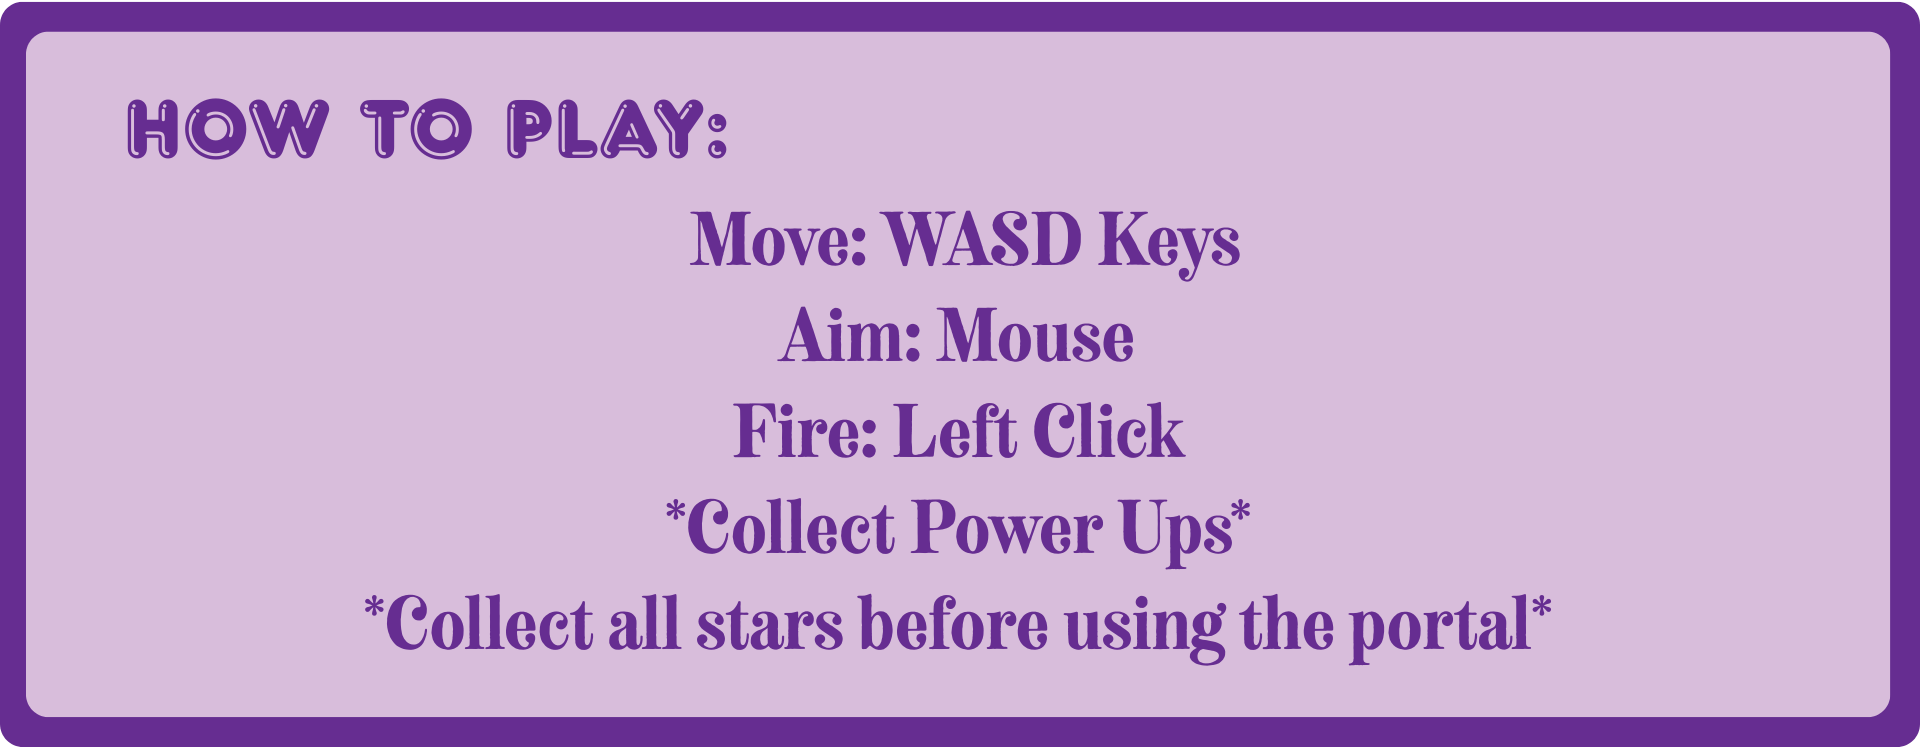 HOW TO PLAY:
Move: WASD Keys
Aim: Mouse
Fire: Left Click
*Collect Power Ups*
*Collect all stars before using the portal*